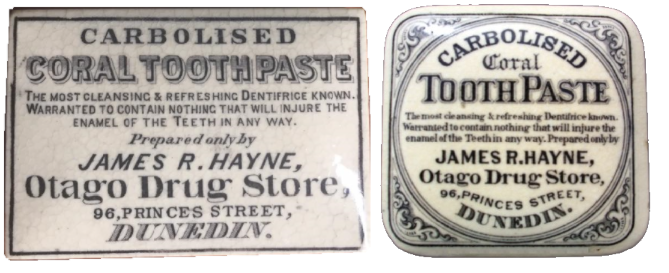 CARBOLISED
CORAL TOOTH PASTE
THE MOST CLEANSING & REFRESHING DENTIFRICE KNOWN.
WARRANTED TO CONTAIN NOTHING THAT WILL INJURE THE
ENAMEL OF THE TEETH IN ANY WAY.
Prepared only by
JAMES R. HAYNE,
Otago Drug Store,
96, PRINCES STREET,
DUNEDIN.
CARBOLISED
Coral
TOOTH PASTE
The most cleansing & refreshing Dentifrice known.
Warranted to contain nothing that will injure the
enamel of the Teeth in any way. Prepared only by
JAMES R. HAYNE,
Otago Drug Store,
96, PRINCES STREET,
DUNEDIN.